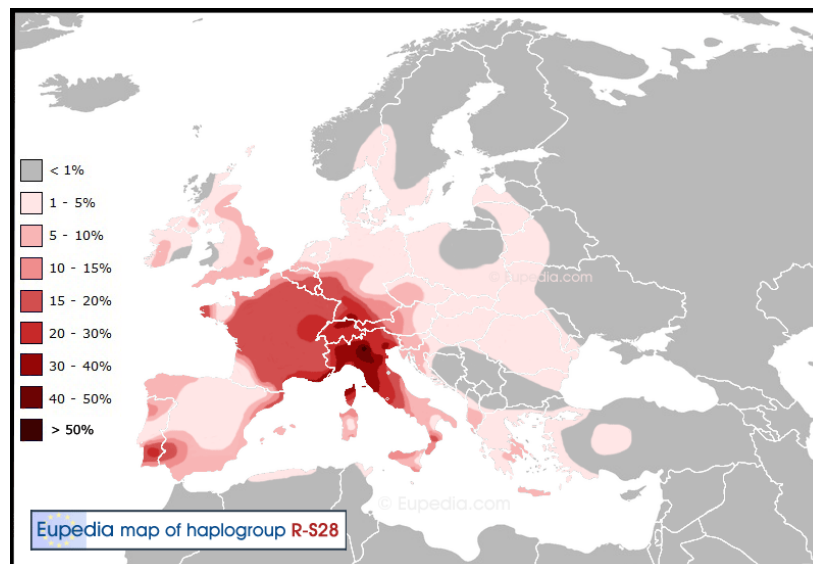 < 1%
1 - 5%
5 - 10%
10 - 15%
15 - 20%
20 - 30%
30 - 40%
40 - 50%
> 50%
© Eupedia.com
© Eupedia.com
Eupedia map of haplogroup R-S28